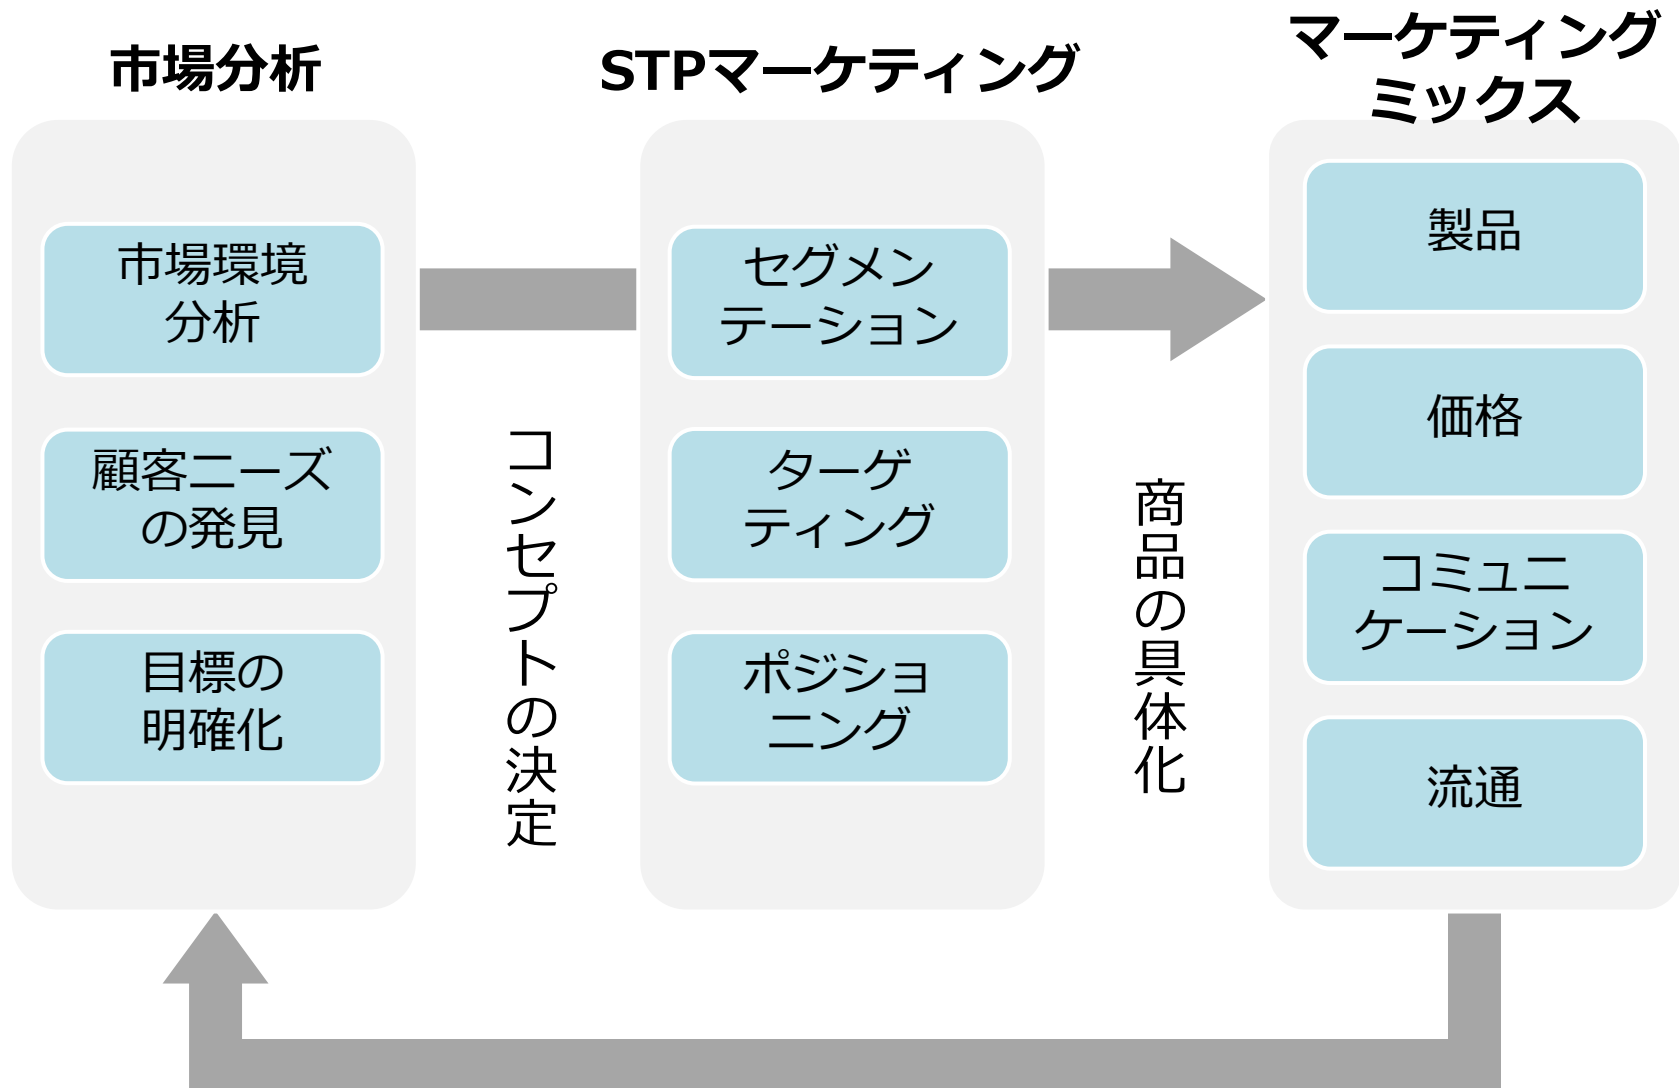 市場分析
市場環境
分析
顧客ニーズ
の発見
目標の
明確化
コンセプトの決定
STPマーケティング
セグメン
テーション
ターゲ
ティング
ポジショ
ニング
商品の具体化
マーケティング
ミックス
製品
価格
コミュニ
ケーション
流通